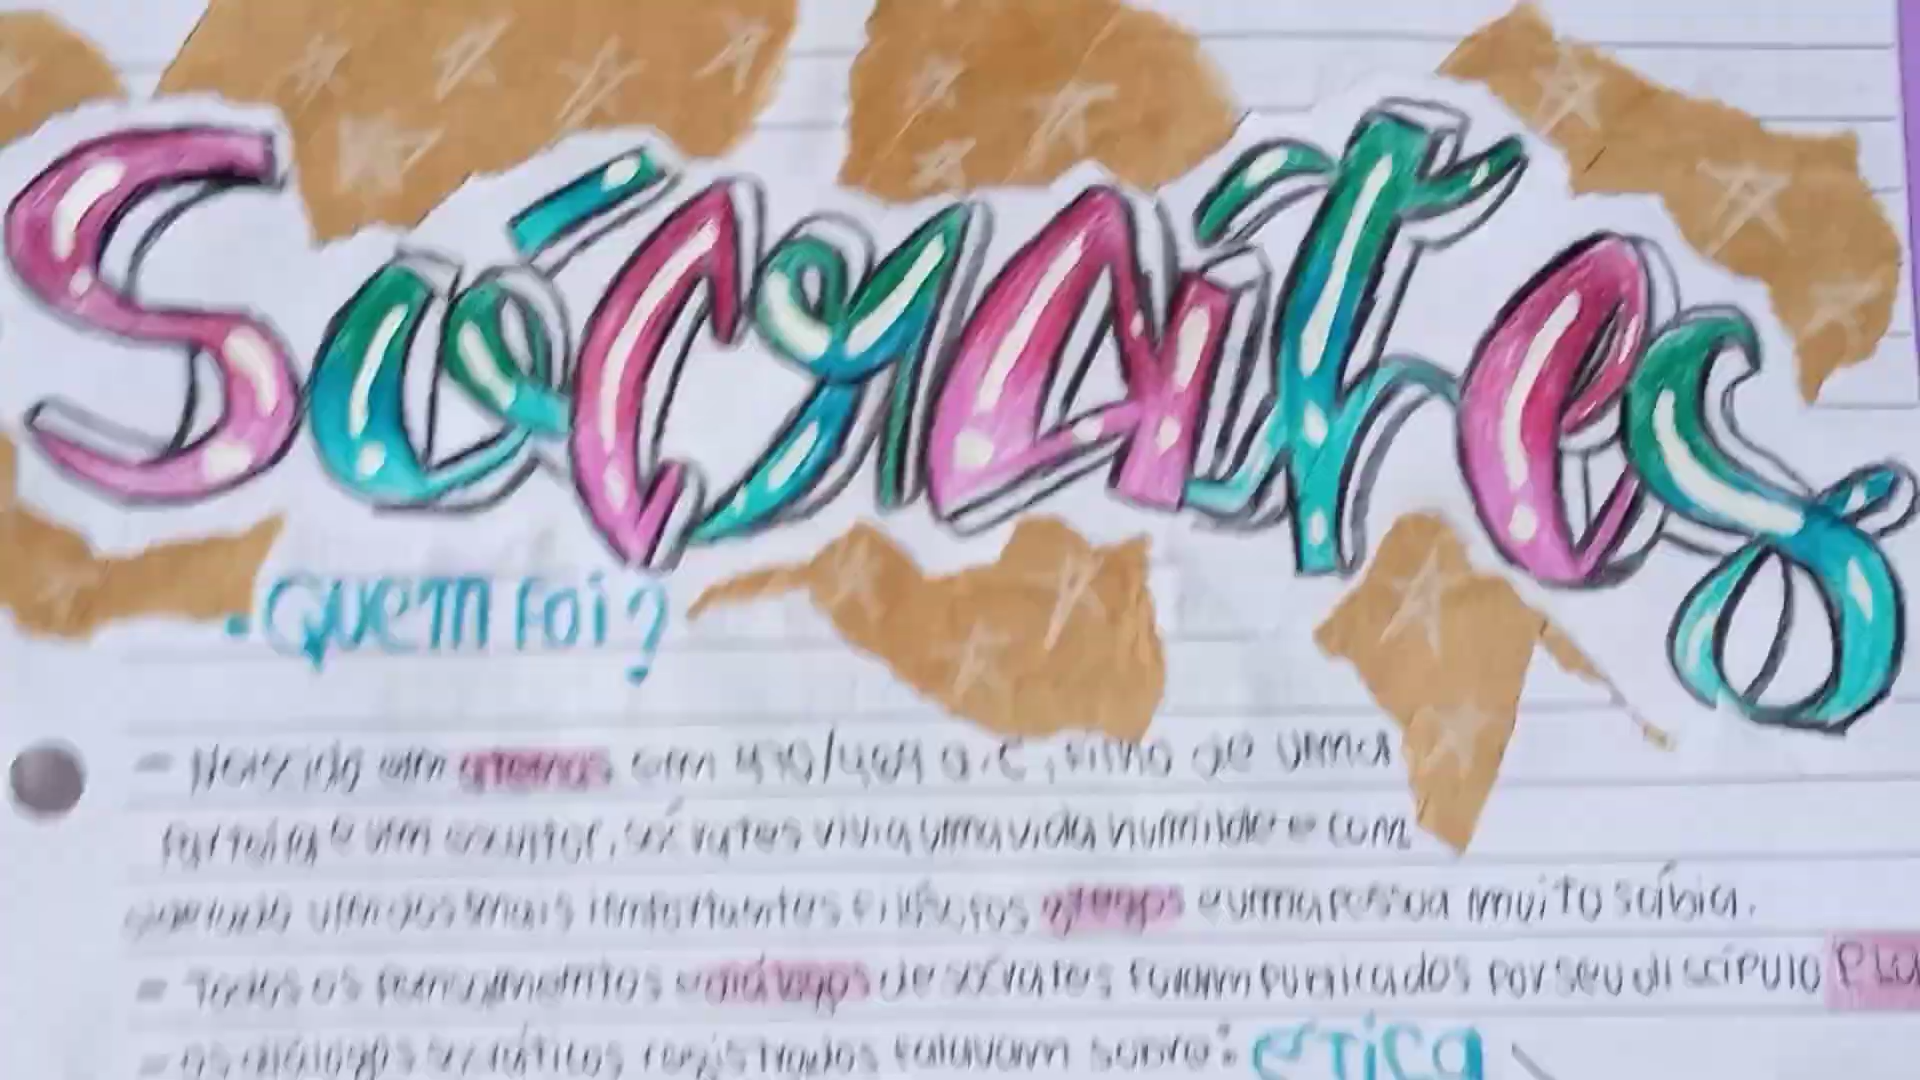 Sócrates
• Quem foi?
- Nascido em atenas em 470/469 a.C, filho de uma
Parteira e um escultor, sócrates vivia uma vida humilde e com
siderado um dos mais importantes filósofos gregos e uma pessoa muito sábia.
- Todos os pensamentos e diálogos de sócrates foram publicados por seu discípulo
- os diálogos socráticos registrados falavam sobre: ética